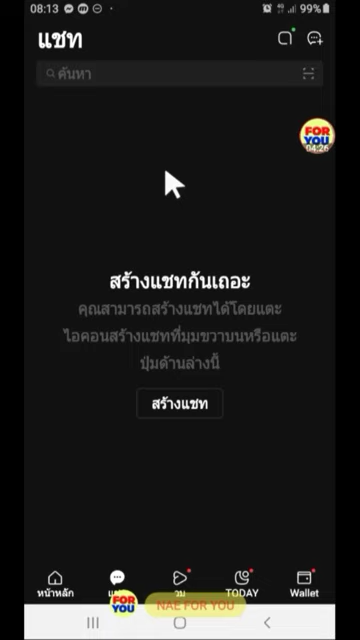 08:13
99%
แชท
ค้นหา
FOR YOU
04:26
สร้างแชทกันเถอะ
คุณสามารถสร้างแชทได้โดยแตะ
ไอคอนสร้างแชทที่มุมขวาบนหรือแตะ
ปุ่มด้านล่างนี้
สร้างแชท
หน้าหลัก
TODAY
Wallet
FOR YOU
NAE FOR YOU